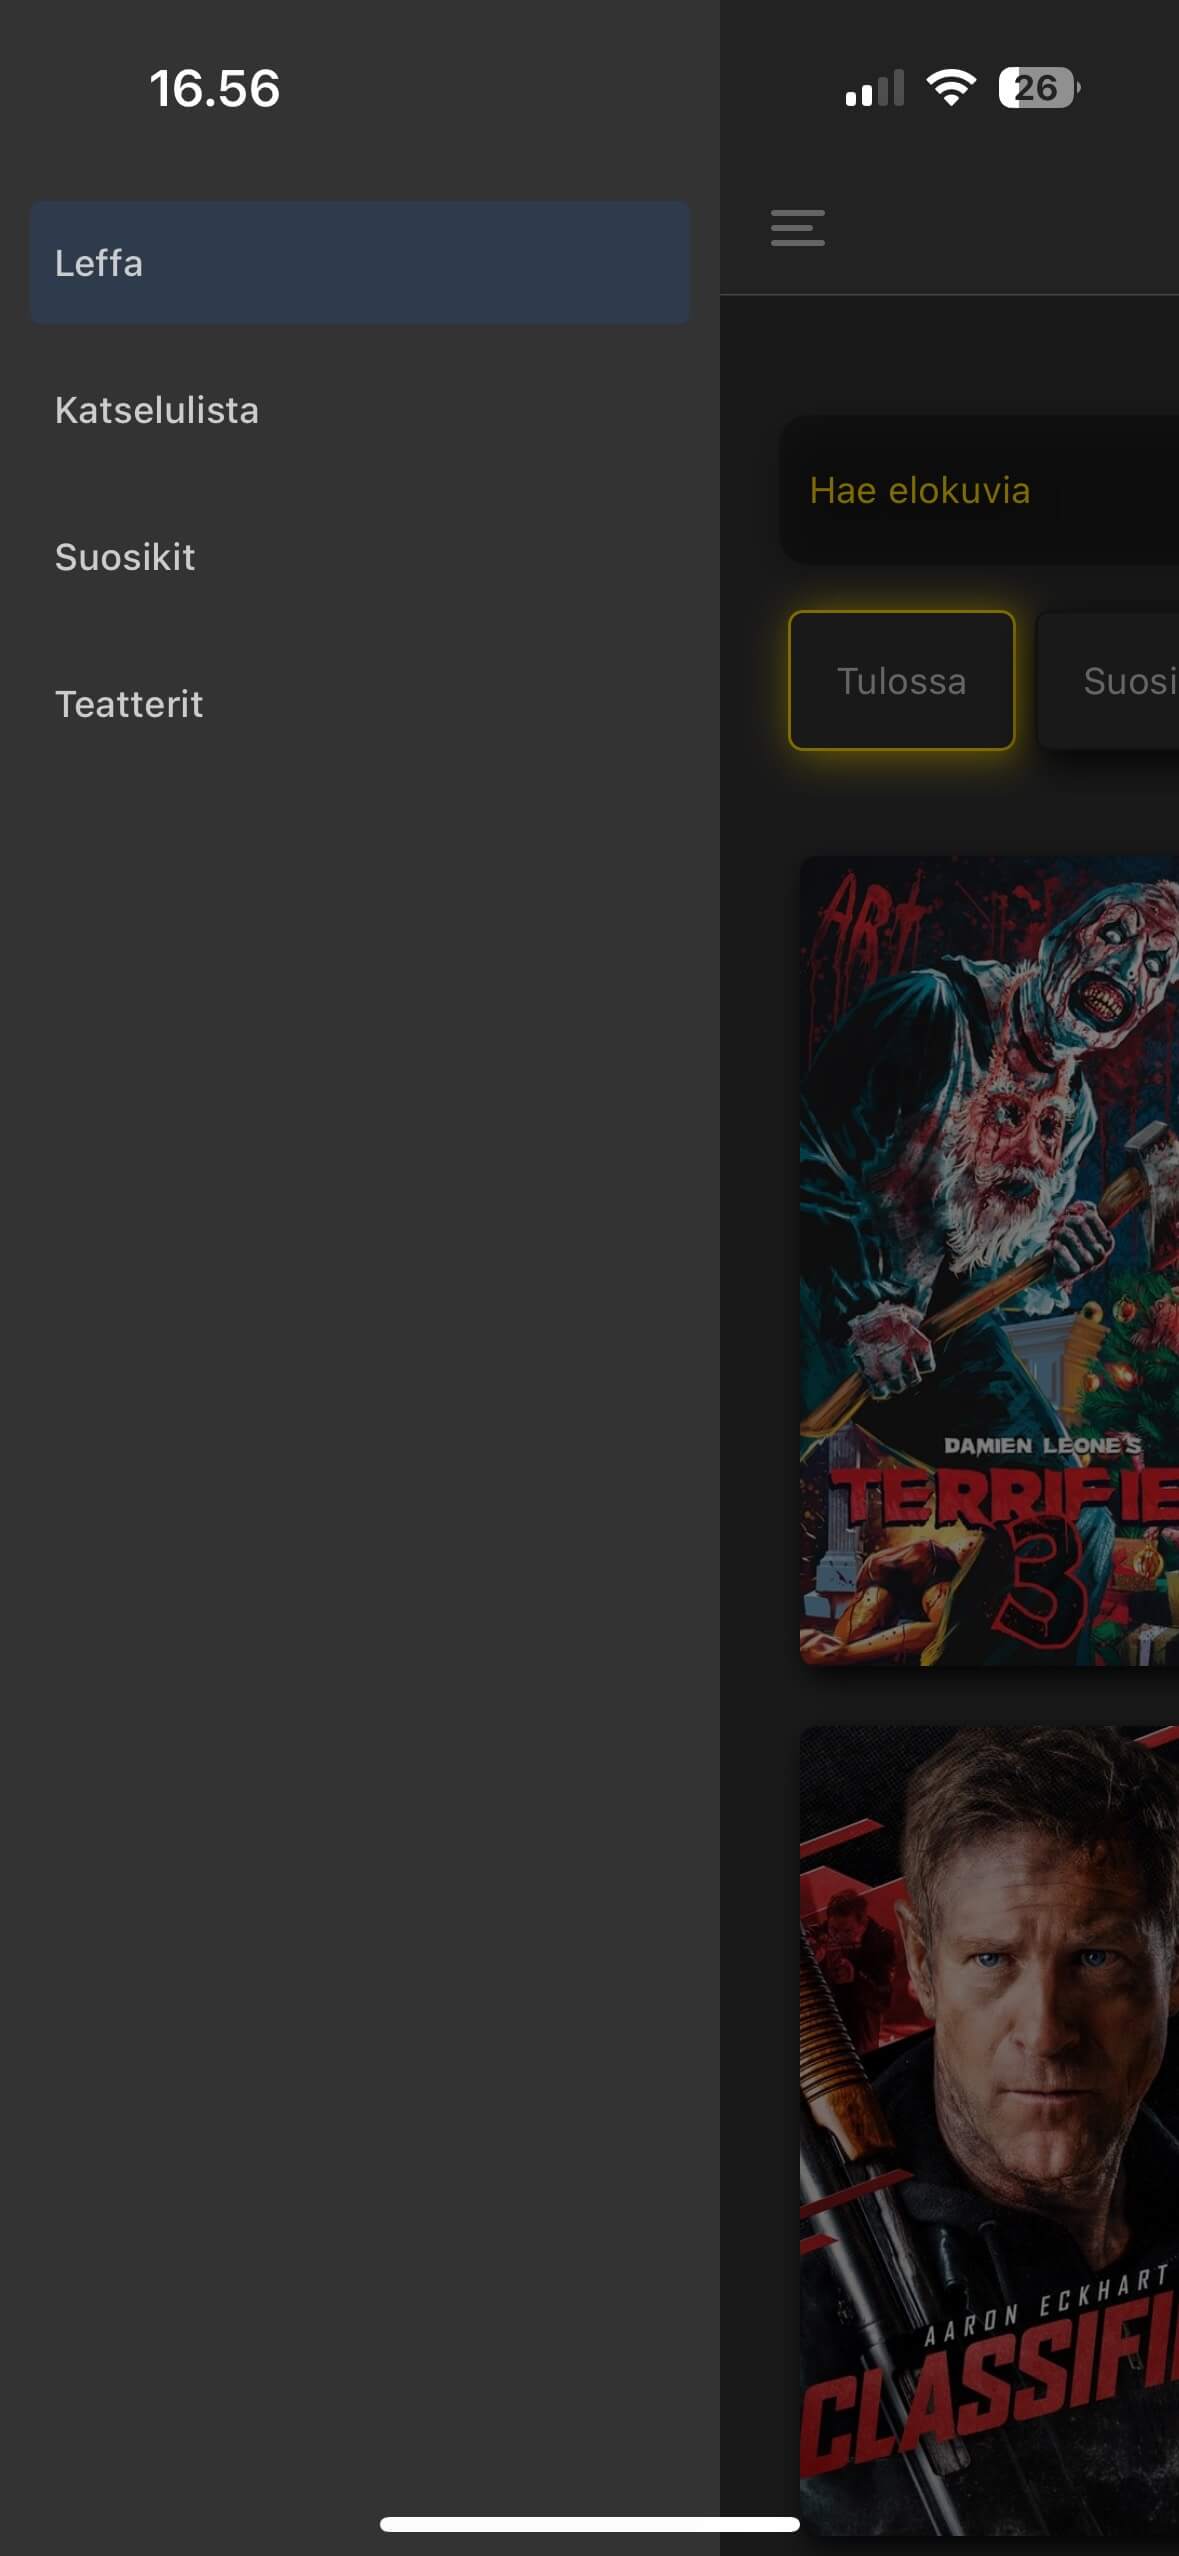 16.56
26
Leffa
Katselulista
Suosikit
Teatterit
Hae elokuvia
Tulossa
Suosi
ART
DAMIEN LEONE'S
TERRIFIE
3
AARON ECKHART
CLASSIFI